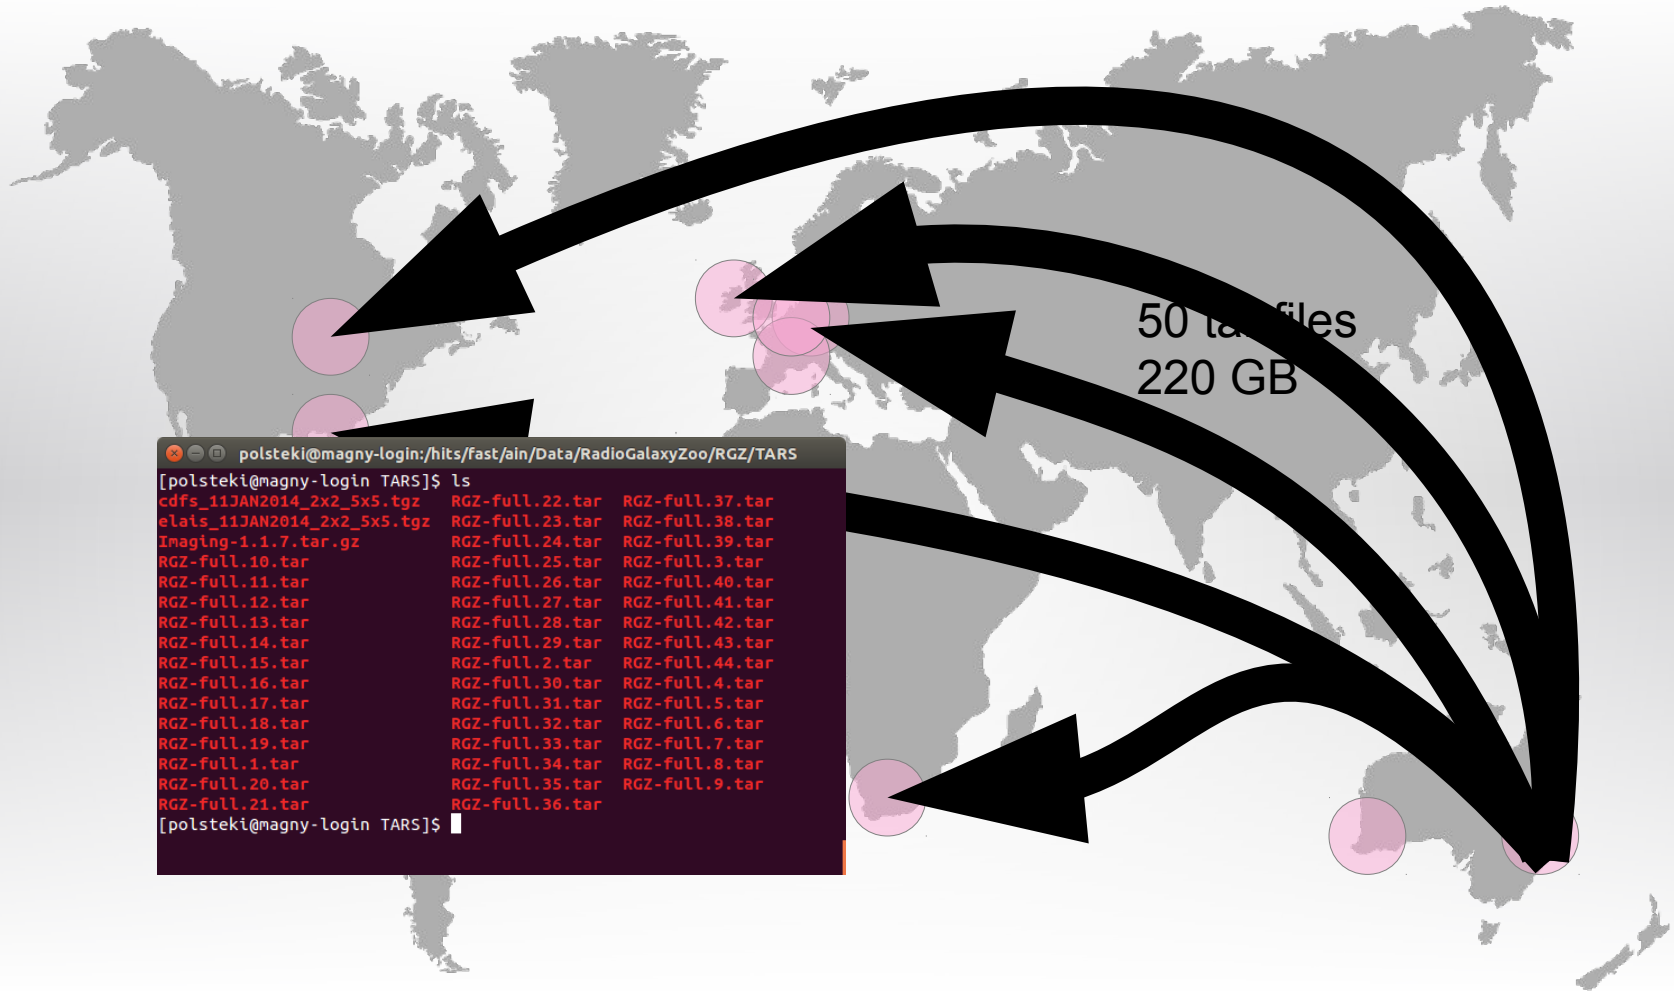 50 tar files
220 GB
polsteki@magny-login:/hits/fast/ain/Data/RadioGalaxyZoo/RGZ/TARS
[polsteki@magny-login TARS]$ ls
cdfs_11JAN2014_2x2_5x5.tgz RGZ-full.22.tar RGZ-full.37.tar
elais_11JAN2014_2x2_5x5.tgz RGZ-full.23.tar RGZ-full.38.tar
Imaging-1.1.7.tar.gz RGZ-full.24.tar RGZ-full.39.tar
RGZ-full.10.tar RGZ-full.25.tar RGZ-full.3.tar
RGZ-full.11.tar RGZ-full.26.tar RGZ-full.40.tar
RGZ-full.12.tar RGZ-full.27.tar RGZ-full.41.tar
RGZ-full.13.tar RGZ-full.28.tar RGZ-full.42.tar
RGZ-full.14.tar RGZ-full.29.tar RGZ-full.43.tar
RGZ-full.15.tar RGZ-full.2.tar RGZ-full.44.tar
RGZ-full.16.tar RGZ-full.30.tar RGZ-full.4.tar
RGZ-full.17.tar RGZ-full.31.tar RGZ-full.5.tar
RGZ-full.18.tar RGZ-full.32.tar RGZ-full.6.tar
RGZ-full.19.tar RGZ-full.33.tar RGZ-full.7.tar
RGZ-full.1.tar RGZ-full.34.tar RGZ-full.8.tar
RGZ-full.20.tar RGZ-full.35.tar RGZ-full.9.tar
RGZ-full.21.tar RGZ-full.36.tar
[polsteki@magny-login TARS]$